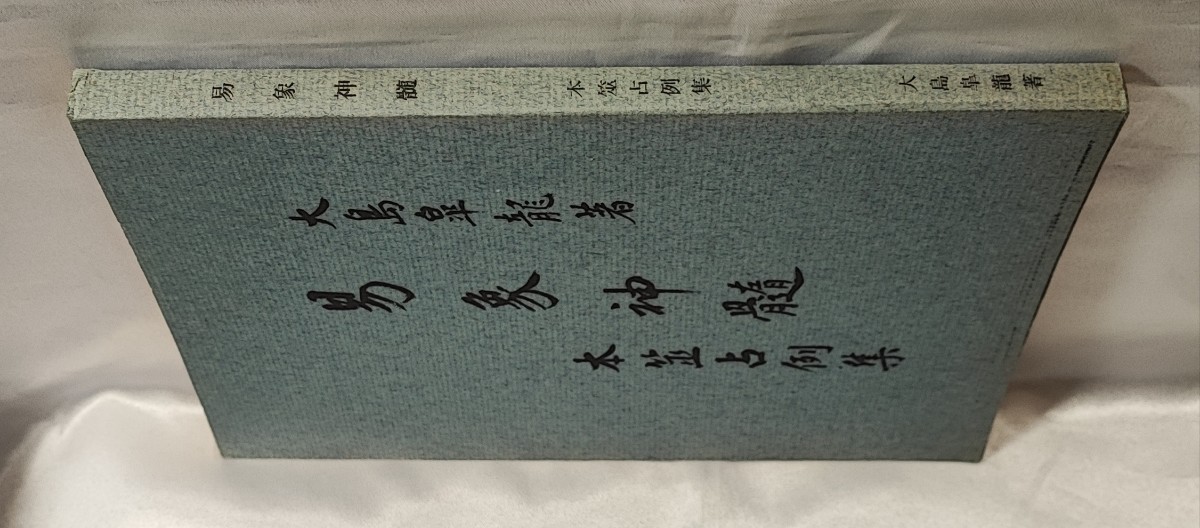 易象神髄 本筮占例集 大島皐龍著
大島皐龍著
易象神髄
本筮占例集